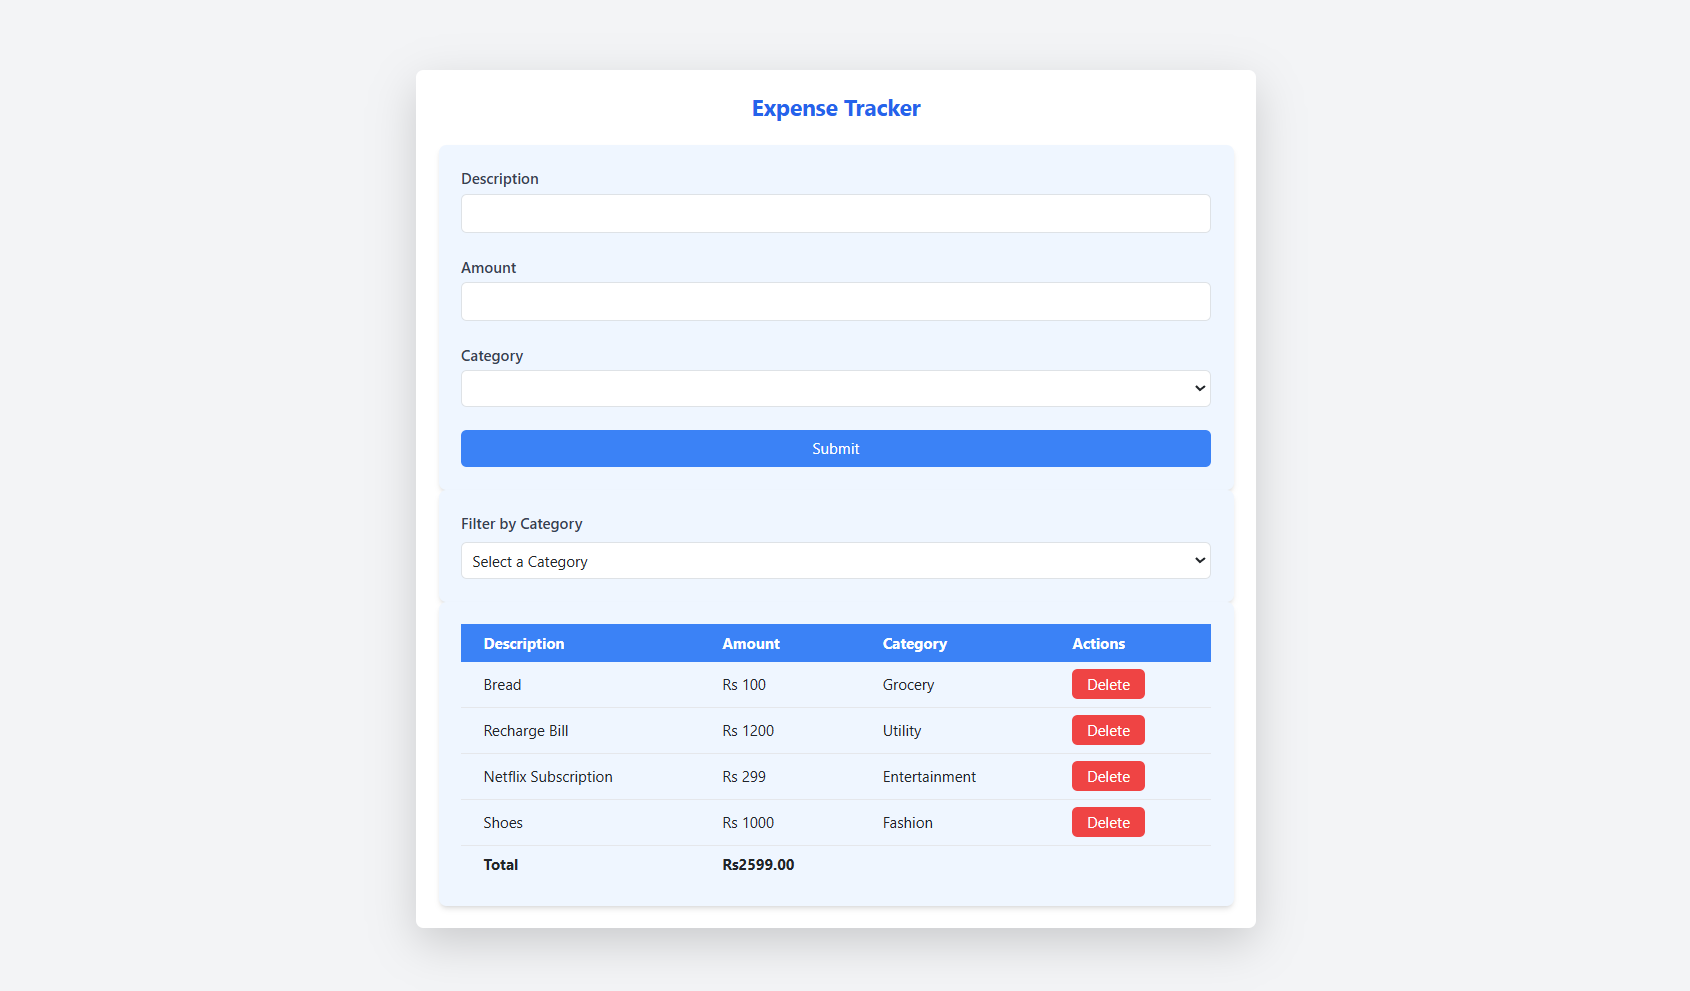 Expense Tracker
Description
Amount
Category
Submit
Filter by Category
Select a Category
Description Amount Category Actions
Bread Rs 100 Grocery Delete
Recharge Bill Rs 1200 Utility Delete
Netflix Subscription Rs 299 Entertainment Delete
Shoes Rs 1000 Fashion Delete
Total Rs2599.00